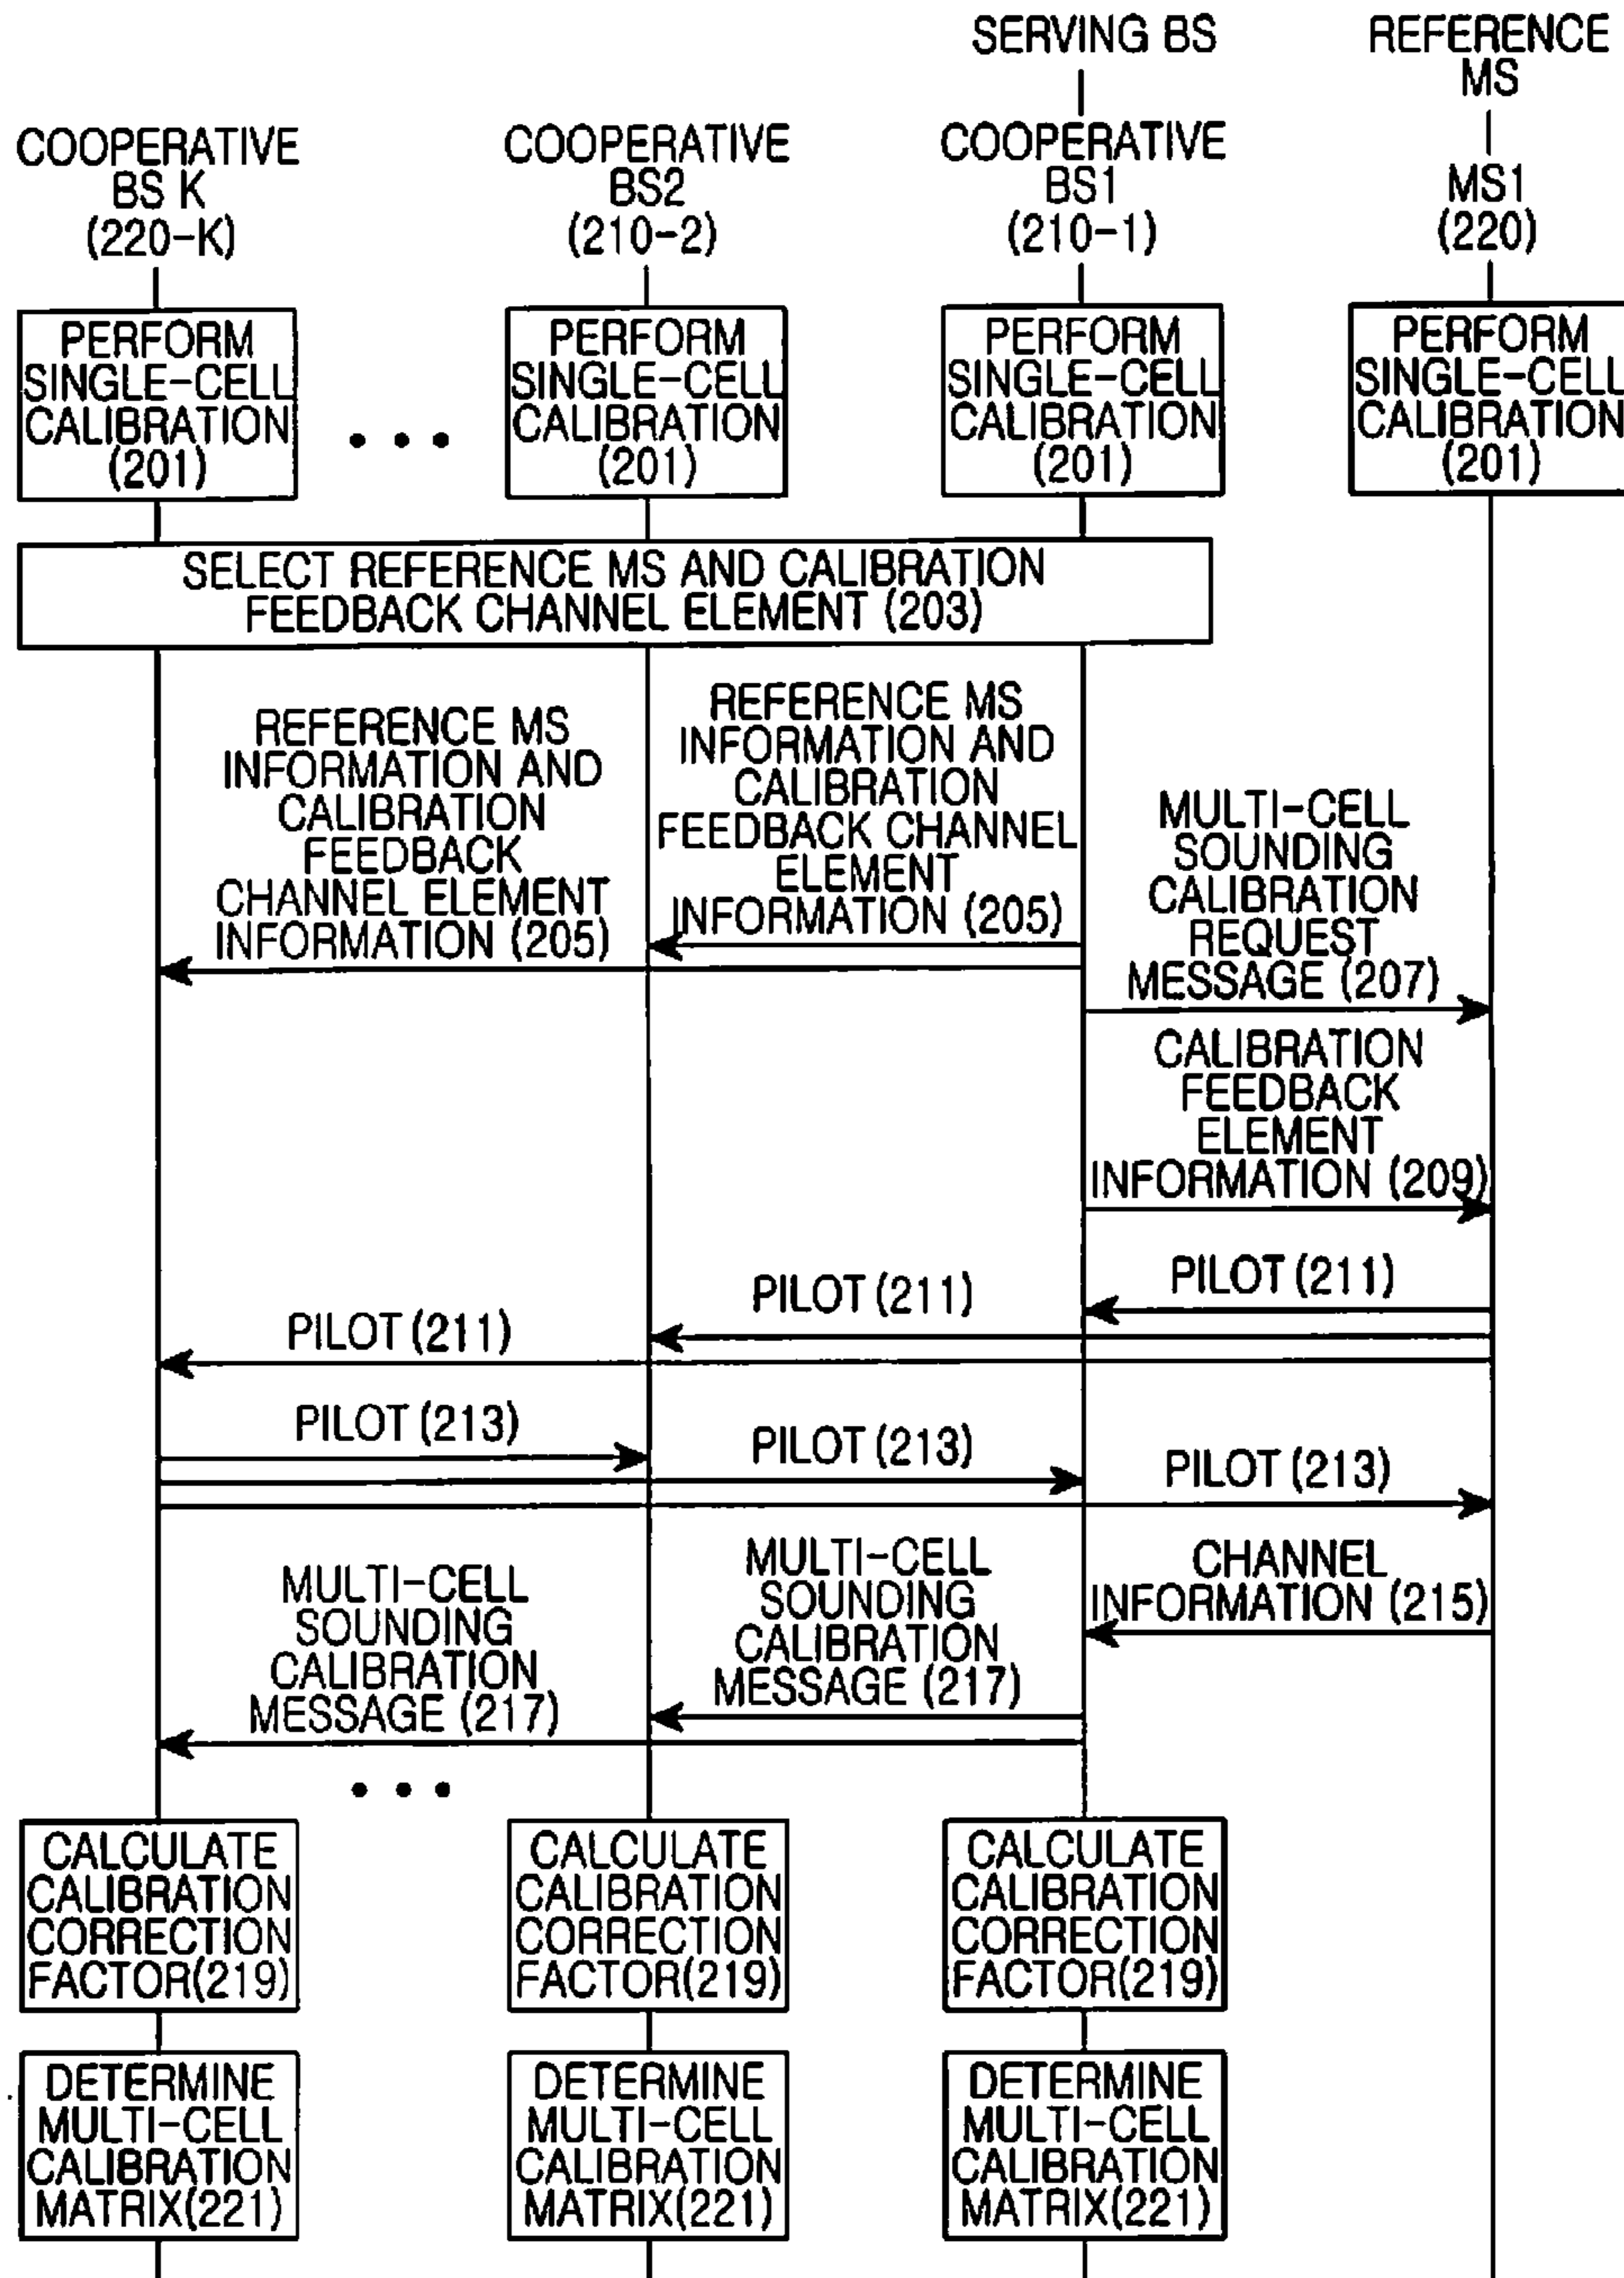 SERVING BS
REFERENCE
MS
COOPERATIVE
BS K
(220-K)
COOPERATIVE
BS2
(210-2)
COOPERATIVE
BS1
(210-1)
MS1
(220)
PERFORM
SINGLE-CELL
CALIBRATION
(201)
PERFORM
SINGLE-CELL
CALIBRATION
(201)
PERFORM
SINGLE-CELL
CALIBRATION
(201)
PERFORM
SINGLE-CELL
CALIBRATION
(201)
SELECT REFERENCE MS AND CALIBRATION
FEEDBACK CHANNEL ELEMENT (203)
REFERENCE MS
INFORMATION AND
CALIBRATION
FEEDBACK
CHANNEL ELEMENT
INFORMATION (205)
REFERENCE MS
INFORMATION AND
CALIBRATION
FEEDBACK CHANNEL
ELEMENT
INFORMATION (205)
MULTI-CELL
SOUNDING
CALIBRATION
REQUEST
MESSAGE (207)
CALIBRATION
FEEDBACK
ELEMENT
INFORMATION (209)
PILOT (211)
PILOT (211)
PILOT (211)
PILOT (213)
PILOT (213)
PILOT (213)
MULTI-CELL
SOUNDING
CALIBRATION
MESSAGE (217)
MULTI-CELL
SOUNDING
CALIBRATION
MESSAGE (217)
CHANNEL
INFORMATION (215)
CALCULATE
CALIBRATION
CORRECTION
FACTOR(219)
CALCULATE
CALIBRATION
CORRECTION
FACTOR(219)
CALCULATE
CALIBRATION
CORRECTION
FACTOR(219)
DETERMINE
MULTI-CELL
CALIBRATION
MATRIX(221)
DETERMINE
MULTI-CELL
CALIBRATION
MATRIX(221)
DETERMINE
MULTI-CELL
CALIBRATION
MATRIX(221)